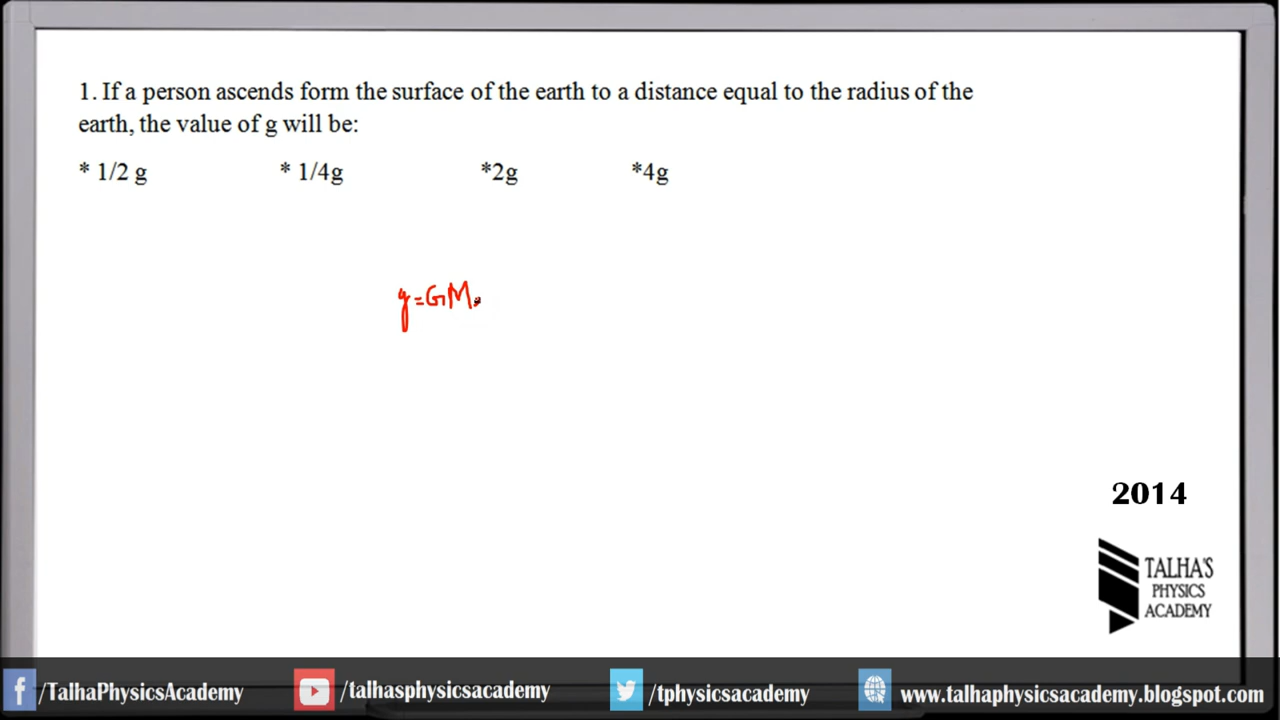 1. If a person ascends form the surface of the earth to a distance equal to the radius of the
earth, the value of g will be:
* 1/2 g * 1/4g *2g *4g
g=GM
2014
TALHA'S
PHYSICS
ACADEMY
/TalhaPhysicsAcademy /talhasphysicsacademy /tphysicsacademy www.talhaphysicsacademy.blogspot.com